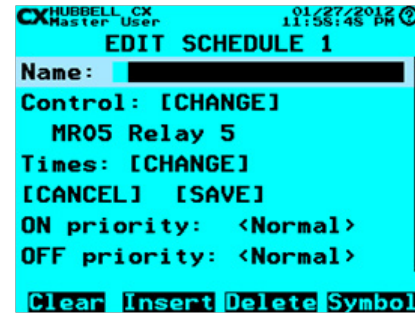 CX HUBBELL CX 01/27/2012 ?
Master User 11:58:48 PM
EDIT SCHEDULE 1
Name:
Control: [CHANGE]
MR05 Relay 5
Times: [CHANGE]
[CANCEL] [SAVE]
ON priority: <Normal>
OFF priority: <Normal>
Clear Insert Delete Symbol